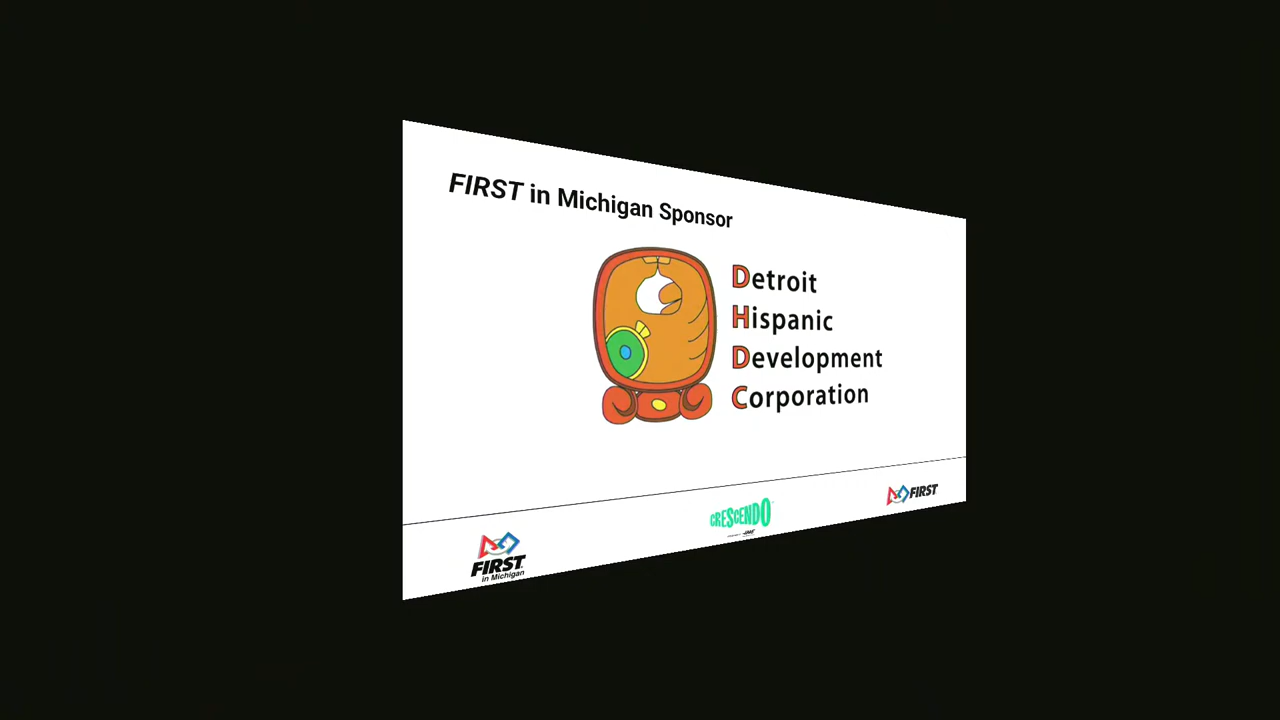 FIRST in Michigan Sponsor
Detroit
Hispanic
Development
Corporation
FIRST
in Michigan
CRESCENDO
FIRST